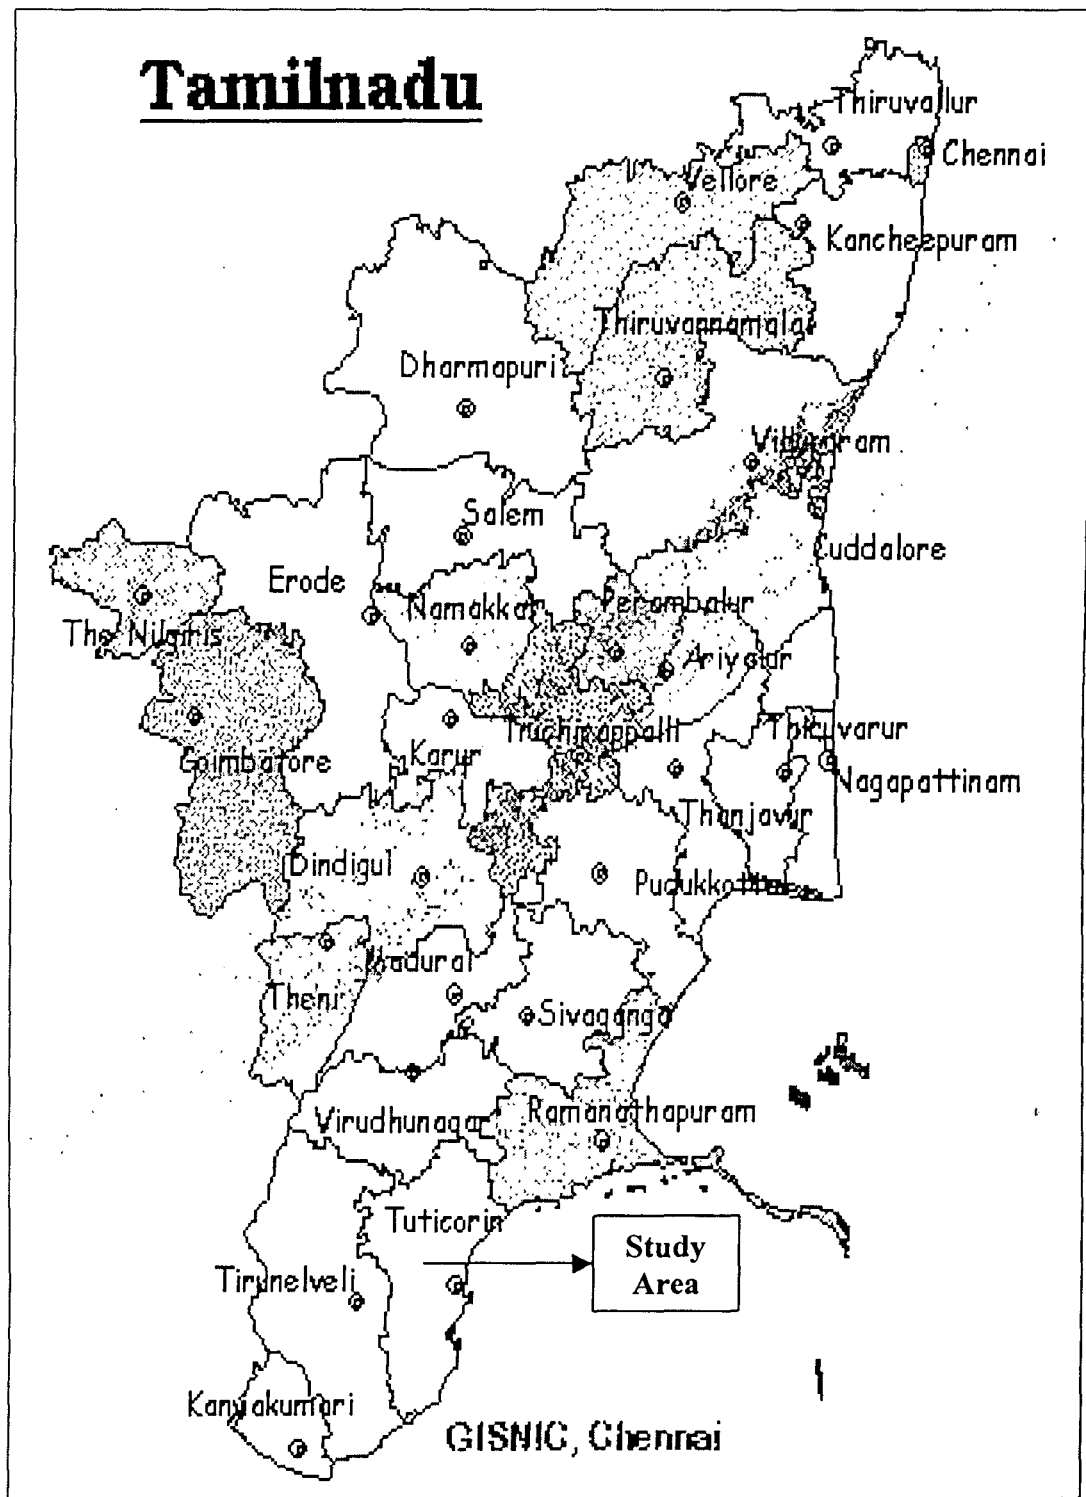 Tamilnadu
Thiruvallur
Chennai
Vellore
Kancheepuram
Thiruvannamalai
Dharmapuri
Villupuram
Salem
Cuddalore
Erode
Namakkal
Perambalur
The Nilgiris
Ariyalur
Truchirappalli
Thiruvarur
Karur
Coimbatore
Nagapattinam
Thanjavur
Dindigul
Pudukkottai
Madurai
Theni
Sivaganga
Ramanathapuram
Virudhunagar
Tuticorin
Study
Area
Tirunelveli
Kanyakumari
GISNIC, Chennai